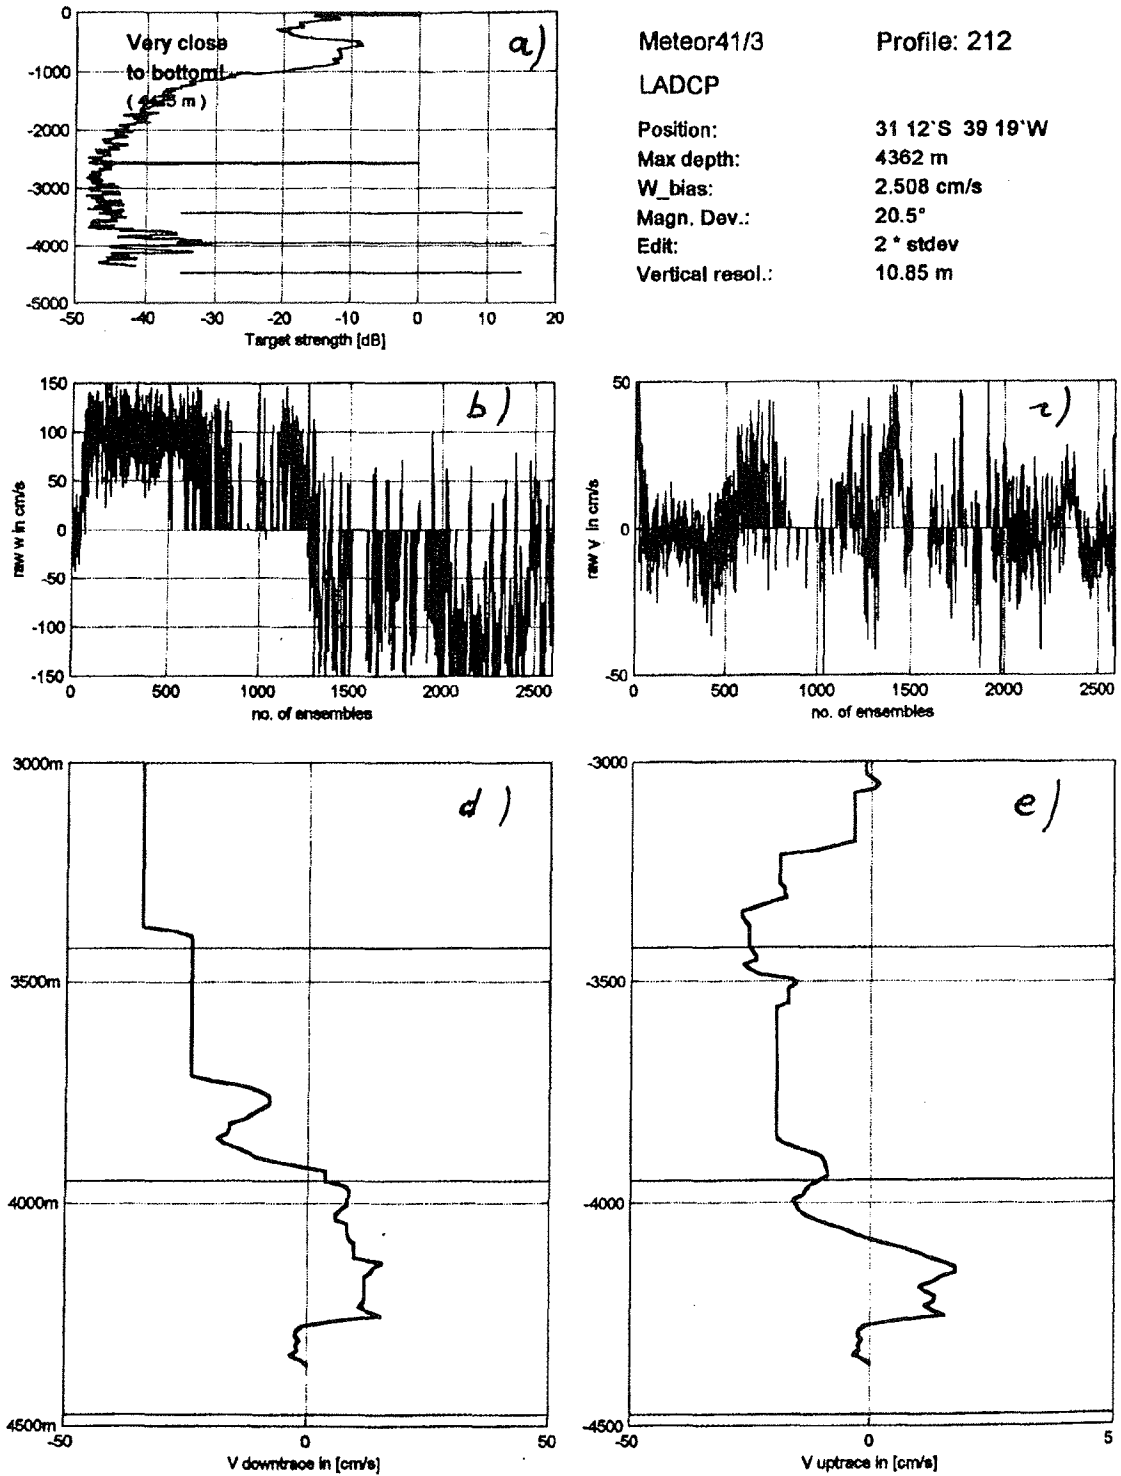 a)
Very close
to bottom!
0
-1000
-2000
-3000
-4000
-5000
-50 -40 -30 -20 -10 0 10 20
Target strength [dB]
Meteor41/3 Profile: 212
LADCP
Position: 31 12`S 39 19`W
Max depth: 4362 m
W_bias: 2.508 cm/s
Magn. Dev.: 20.5°
Edit: 2 * stdev
Vertical resol.: 10.85 m
b)
raw w in cm/s
150
100
50
0
-50
-100
-150
0 500 1000 1500 2000 2500
no. of ensembles
raw v in cm/s
50
0
-50
0 500 1000 1500 2000 2500
no. of ensembles
d)
3000m
3500m
4000m
4500m
-50 0 50
V downtrace in [cm/s]
e)
-3000
-3500
-4000
-4500
-50 0 5
V uptrace in [cm/s]